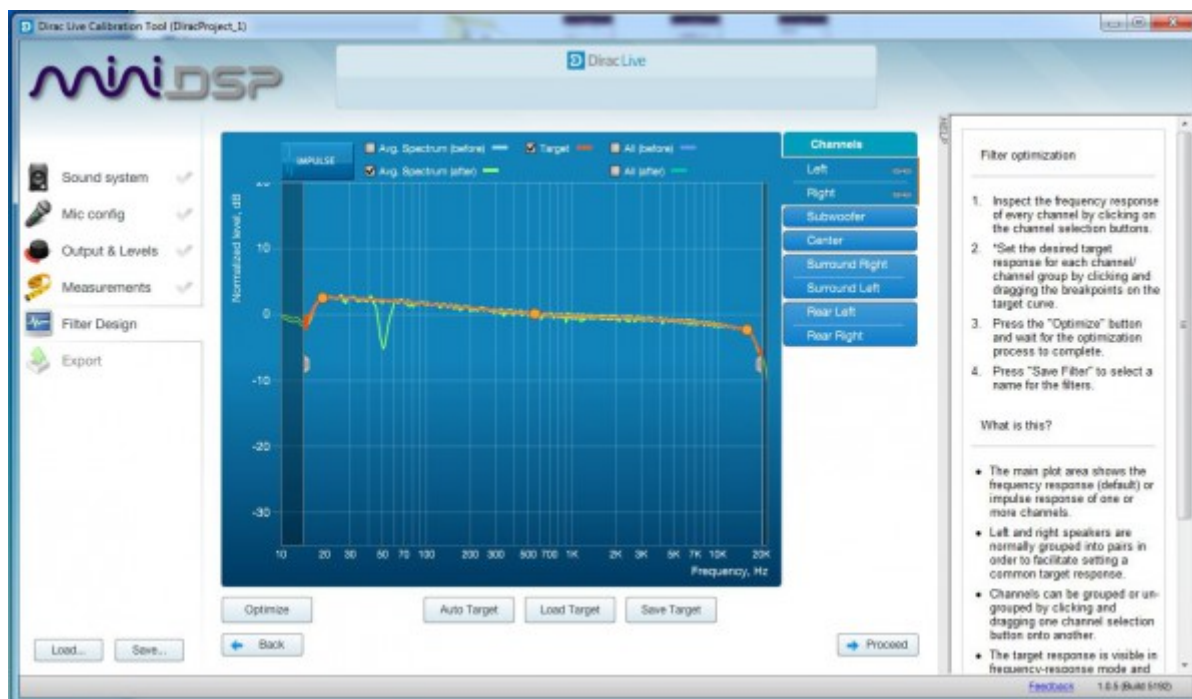 Dirac Live Calibration Tool (DiracProject_1)
miniDSP
Dirac Live
Sound system
Mic config
Output & Levels
Measurements
Filter Design
Export
Load...
Save...
IMPULSE
Avg. Spectrum (before)
Target
All (before)
Avg. Spectrum (after)
All (after)
Normalized level, dB
20
10
0
-10
-20
-30
10 20 30 50 70 100 200 300 500 700 1K 2K 3K 5K 7K 10K 20K
Frequency, Hz
Channels
Left
Right
Subwoofer
Center
Surround Right
Surround Left
Rear Left
Rear Right
Optimize
Auto Target
Load Target
Save Target
Back
Proceed
HELP
Filter optimization
1. Inspect the frequency response
of every channel by clicking on
the channel selection buttons.
2. "Set the desired target
response for each channel/
channel group by clicking and
dragging the breakpoints on the
target curve.
3. Press the "Optimize" button
and wait for the optimization
process to complete.
4. Press "Save Filter" to select a
name for the filters.
What is this?
• The main plot area shows the
frequency response (default) or
impulse response of one or
more channels.
• Left and right speakers are
normally grouped into pairs in
order to facilitate setting a
common target response.
• Channels can be grouped or un-
grouped by clicking and
dragging one channel selection
button onto another.
• The target response is visible in
frequency-response mode and
Feedback
1.0.5 (Build 5192)